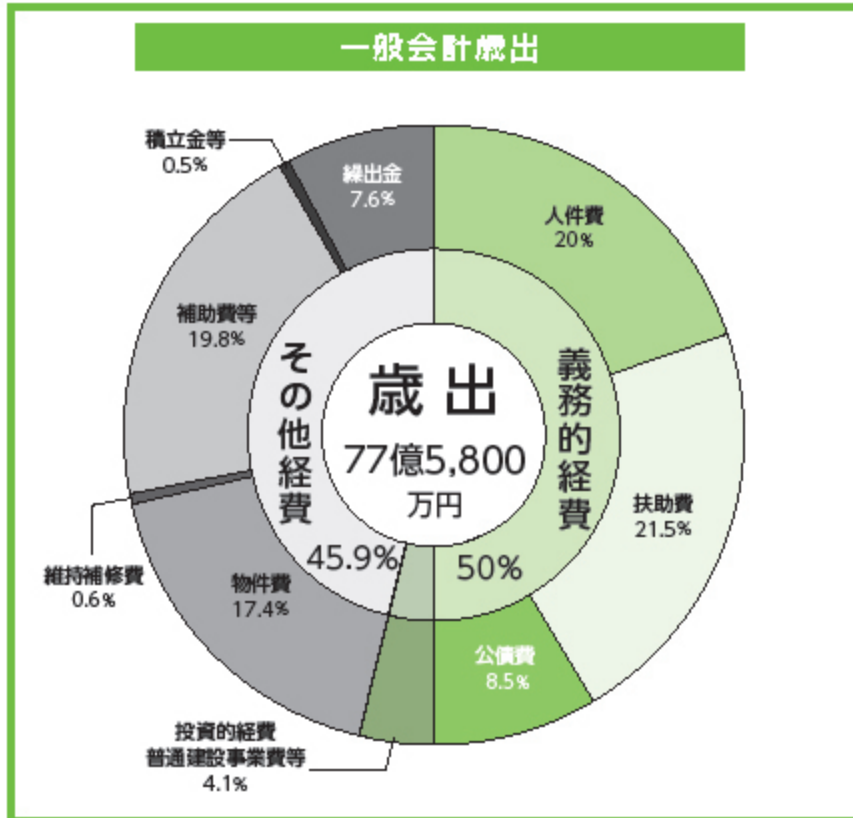 一般会計歳出
積立金等
0.5%
繰出金
7.6%
人件費
20%
補助費等
19.8%
その他経費
45.9%
歳出
77億5,800
万円
義務的経費
50%
扶助費
21.5%
維持補修費
0.6%
物件費
17.4%
公債費
8.5%
投資的経費
普通建設事業費等
4.1%